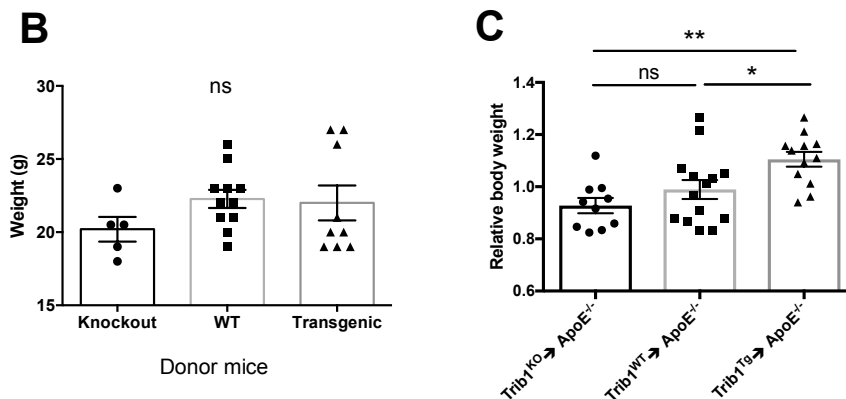 B
ns
Weight (g)
30
25
20
15
Knockout WT Transgenic
Donor mice
C
**
ns *
Relative body weight
1.4
1.2
1.0
0.8
0.6
Trib1ᴷᴼ➔ ApoE⁻/⁻
Trib1ᵂᵀ➔ ApoE⁻/⁻
Trib1ᵀᵍ➔ ApoE⁻/⁻